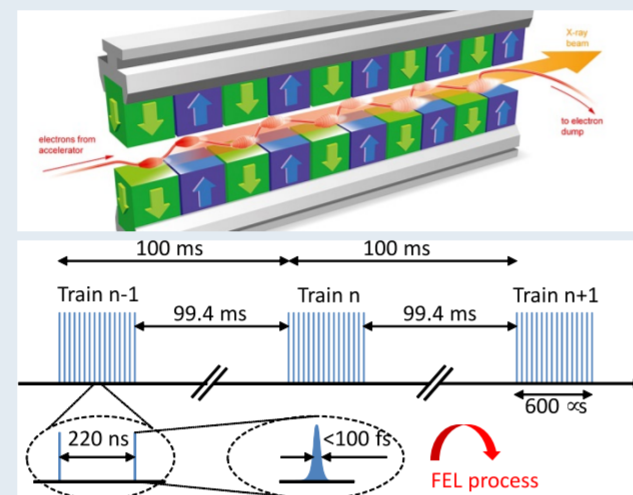 X-ray
beam
electrons from
accelerator
to electron
dump
100 ms
100 ms
Train n-1
Train n
Train n+1
99.4 ms
99.4 ms
600 ∝s
220 ns
<100 fs
FEL process